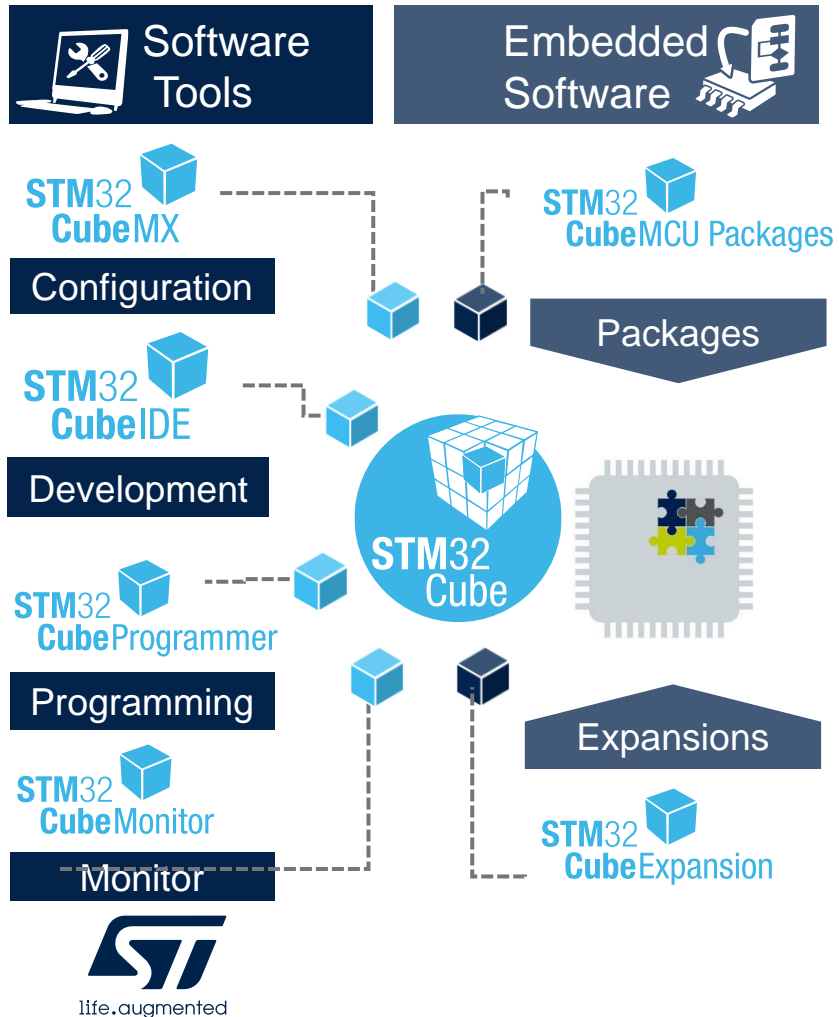 Software
Tools
Embedded
Software
STM32
CubeMX
Configuration
STM32
CubeIDE
Development
STM32
CubeProgrammer
Programming
STM32
CubeMonitor
Monitor
STM32
Cube
STM32
CubeMCU Packages
Packages
Expansions
STM32
CubeExpansion
ST
life.augmented